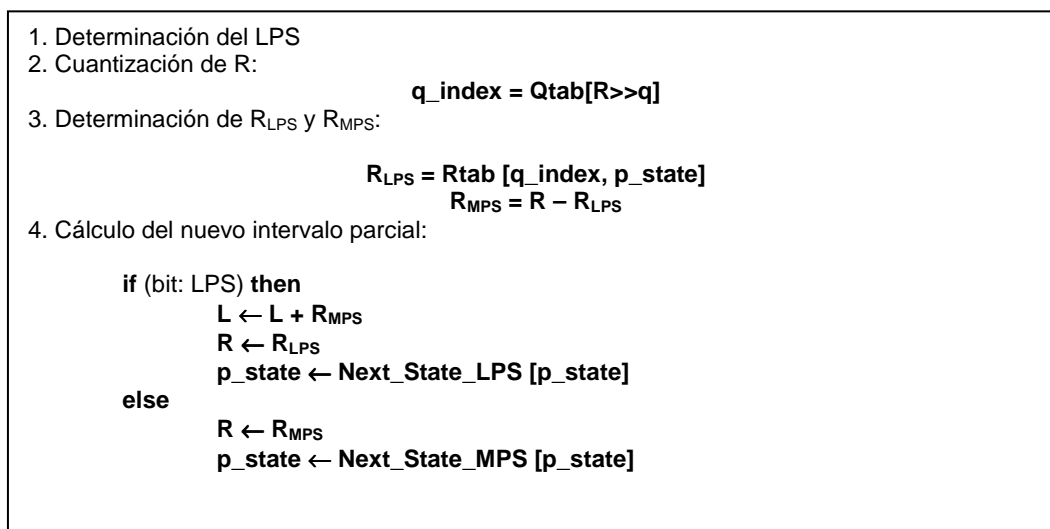 1. Determinación del LPS
2. Cuantización de R:
q_index = Qtab[R>>q]
3. Determinación de RLPS y RMPS:
RLPS = Rtab [q_index, p_state]
RMPS = R – RLPS
4. Cálculo del nuevo intervalo parcial:
if (bit: LPS) then
L ← L + RMPS
R ← RLPS
p_state ← Next_State_LPS [p_state]
else
R ← RMPS
p_state ← Next_State_MPS [p_state]